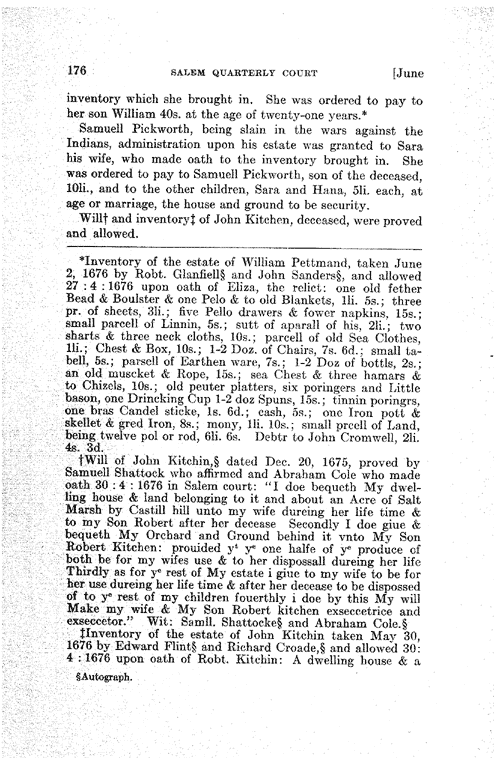 176 SALEM QUARTERLY COURT [June
inventory which she brought in. She was ordered to pay to
her son William 40s. at the age of twenty-one years.*
Samuell Pickworth, being slain in the wars against the
Indians, administration upon his estate was granted to Sara
his wife, who made oath to the inventory brought in. She
was ordered to pay to Samuell Pickworth, son of the deceased,
10li., and to the other children, Sara and Hana, 5li. each, at
age or marriage, the house and ground to be security.
Will† and inventory‡ of John Kitchen, deceased, were proved
and allowed.
*Inventory of the estate of William Pettmand, taken June
2, 1676 by Robt. Glanfiell§ and John Sanders§, and allowed
27 : 4 : 1676 upon oath of Eliza, the relict: one old fether
Bead & Boulster & one Pelo & to old Blankets, 1li. 5s.; three
pr. of sheets, 3li.; five Pello drawers & fower napkins, 15s.;
small parcell of Linnin, 5s.; sutt of aparall of his, 2li.; two
sharts & three neck cloths, 10s.; parcell of old Sea Clothes,
1li.; Chest & Box, 10s.; 1-2 Doz. of Chairs, 7s. 6d.; small ta-
bell, 5s.; parsell of Earthen ware, 7s.; 1-2 Doz of bottls, 2s.;
an old muscket & Rope, 15s.; sea Chest & three hamars &
to Chizels, 10s.; old peuter platters, six poringers and Little
bason, one Drincking Cup 1-2 doz Spuns, 15s.; tinnin poringrs,
one bras Candel sticke, 1s. 6d.; cash, 5s.; one Iron pott &
skellet & gred Iron, 8s.; mony, 1li. 10s.; small prcell of Land,
being twelve pol or rod, 6li. 6s. Debtr to John Cromwell, 2li.
4s. 3d.
†Will of John Kitchin,§ dated Dec. 20, 1675, proved by
Samuell Shattock who affirmed and Abraham Cole who made
oath 30 : 4 : 1676 in Salem court: "I doe bequeth My dwel-
ling house & land belonging to it and about an Acre of Salt
Marsh by Castill hill unto my wife dureing her life time &
to my Son Robert after her decease Secondly I doe giue &
bequeth My Orchard and Ground behind it vnto My Son
Robert Kitchen: prouided yᵗ yᵉ one halfe of yᵉ produce of
both be for my wifes use & to her dispossall dureing her life
Thirdly as for yᵉ rest of My estate i giue to my wife to be for
her use dureing her life time & after her decease to be dispossed
of to yᵉ rest of my children fouerthly i doe by this My will
Make my wife & My Son Robert kitchen exseccetrice and
exseccetor." Wit: Samll. Shattocke§ and Abraham Cole.§
‡Inventory of the estate of John Kitchin taken May 30,
1676 by Edward Flint§ and Richard Croade,§ and allowed 30:
4 : 1676 upon oath of Robt. Kitchin: A dwelling house & a
§Autograph.